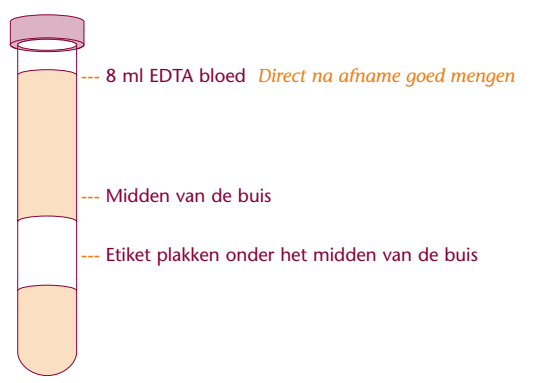 8 ml EDTA bloed Direct na afname goed mengen
Midden van de buis
Etiket plakken onder het midden van de buis